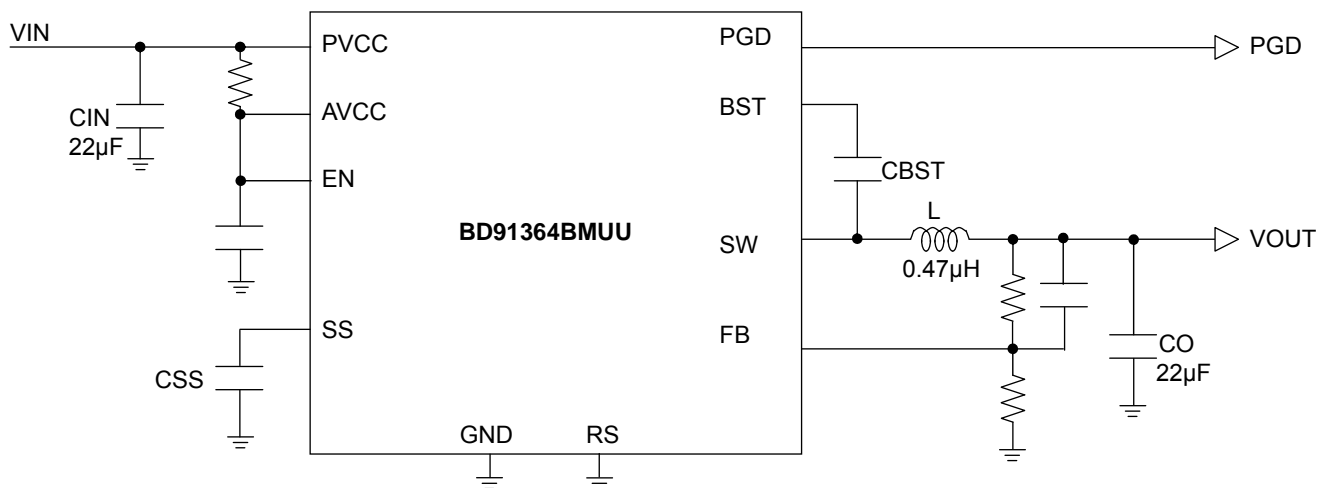 VIN
PVCC
PGD
PGD
BST
AVCC
CIN
22µF
CBST
EN
L
BD91364BMUU
SW
VOUT
0.47µH
SS
FB
CO
22µF
CSS
GND
RS